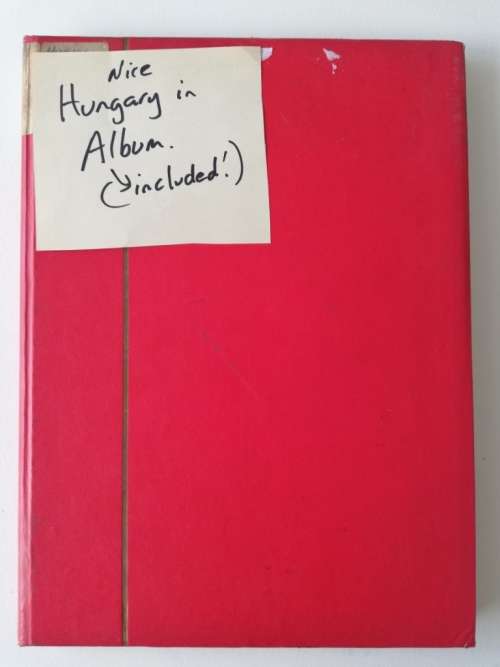 Nice
Hungary in
Album.
(↘included!)